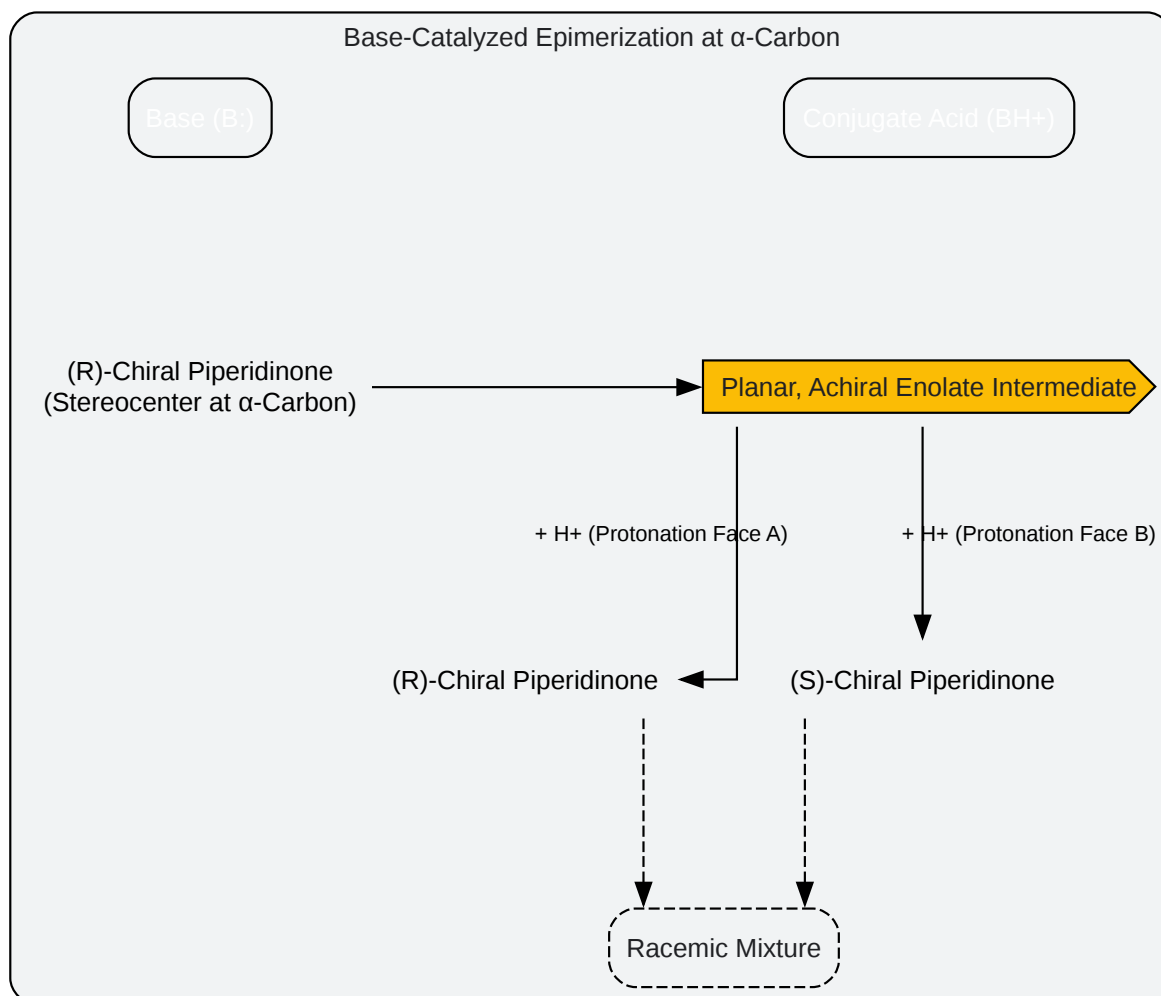 Base-Catalyzed Epimerization at α-Carbon
Base (B:)
Conjugate Acid (BH+)
(R)-Chiral Piperidinone
(Stereocenter at α-Carbon)
Planar, Achiral Enolate Intermediate
+ H+ (Protonation Face A)
+ H+ (Protonation Face B)
(R)-Chiral Piperidinone
(S)-Chiral Piperidinone
Racemic Mixture